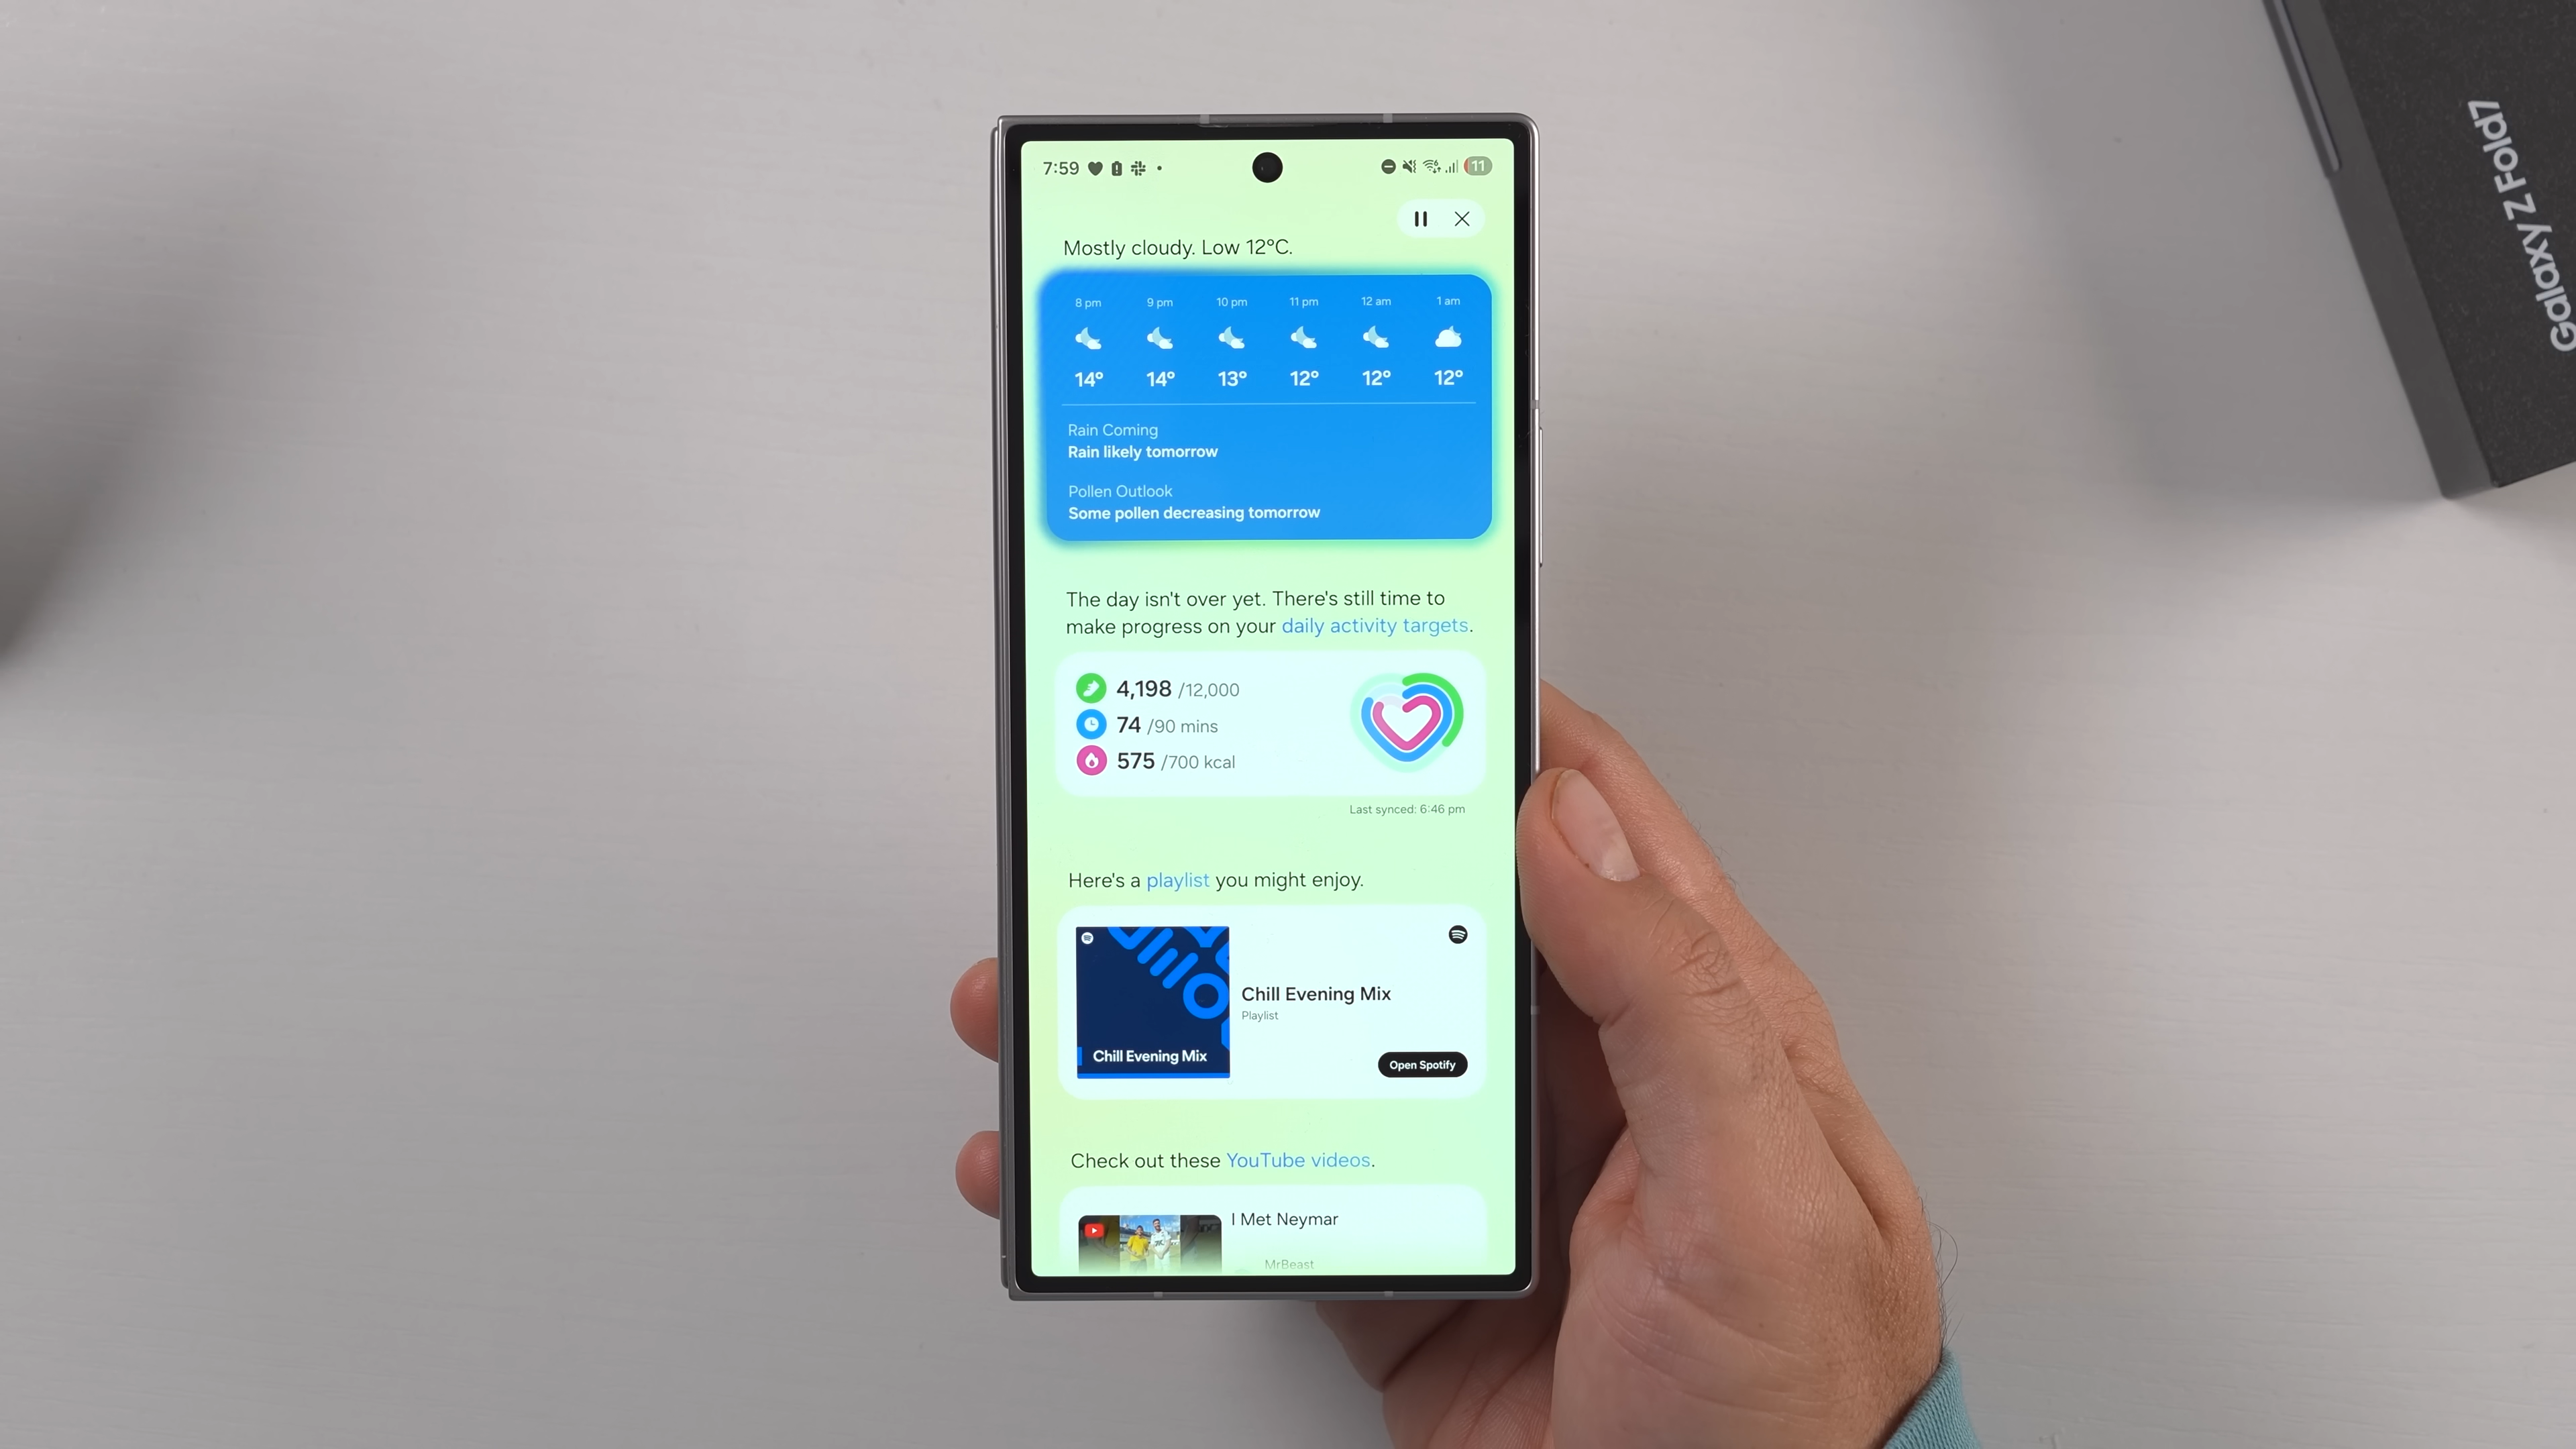 7:59
11
Mostly cloudy. Low 12°C.
8 pm 9 pm 10 pm 11 pm 12 am 1 am
14° 14° 13° 12° 12° 12°
Rain Coming
Rain likely tomorrow
Pollen Outlook
Some pollen decreasing tomorrow
The day isn't over yet. There's still time to
make progress on your daily activity targets.
4,198 /12,000
74 /90 mins
575 /700 kcal
Last synced: 6:46 pm
Here's a playlist you might enjoy.
Chill Evening Mix
Chill Evening Mix
Playlist
Open Spotify
Check out these YouTube videos.
I Met Neymar
MrBeast
Galaxy Z Fold7